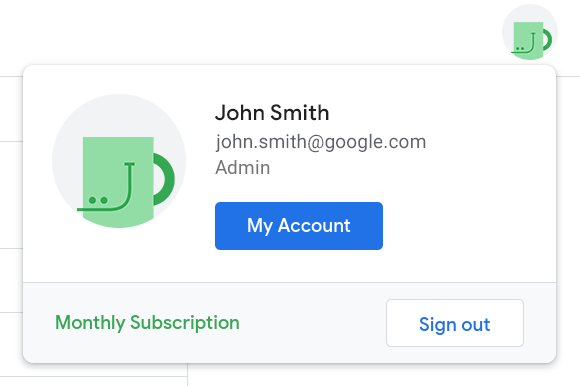 John Smith
john.smith@google.com
Admin
My Account
Monthly Subscription
Sign out